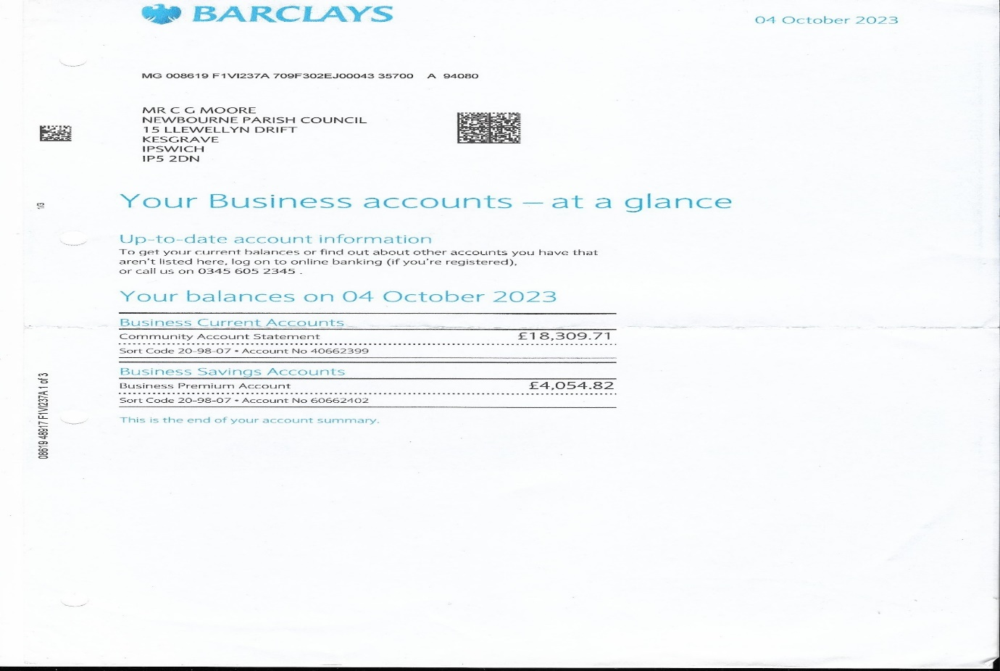 BARCLAYS
04 October 2023
MG 008619 F1VI237A 709F302EJ00043 35700 A 94080
MR C G MOORE
NEWBOURNE PARISH COUNCIL
15 LLEWELLYN DRIFT
KESGRAVE
IPSWICH
IP5 2DN
1/3
Your Business accounts – at a glance
Up-to-date account information
To get your current balances or find out about other accounts you have that
aren't listed here, log on to online banking (if you're registered),
or call us on 0345 605 2345 .
Your balances on 04 October 2023
Business Current Accounts
Community Account Statement £18,309.71
Sort Code 20-98-07 • Account No 40662399
Business Savings Accounts
Business Premium Account £4,054.82
Sort Code 20-98-07 • Account No 60662402
This is the end of your account summary.
08619 48917 F1VI237A 1 of 3